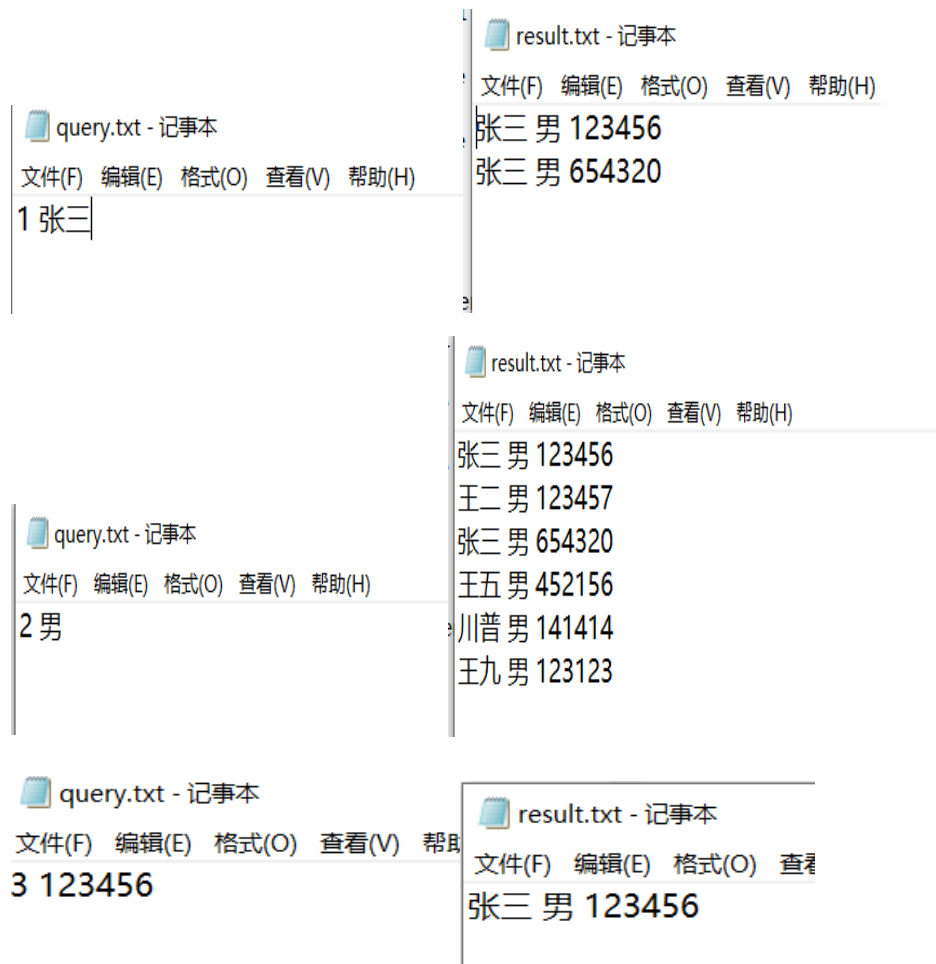 query.txt - 记事本
文件(F) 编辑(E) 格式(O) 查看(V) 帮助(H)
1 张三
result.txt - 记事本
文件(F) 编辑(E) 格式(O) 查看(V) 帮助(H)
张三 男 123456
张三 男 654320
query.txt - 记事本
文件(F) 编辑(E) 格式(O) 查看(V) 帮助(H)
2 男
result.txt - 记事本
文件(F) 编辑(E) 格式(O) 查看(V) 帮助(H)
张三 男 123456
王二 男 123457
张三 男 654320
王五 男 452156
川普 男 141414
王九 男 123123
query.txt - 记事本
文件(F) 编辑(E) 格式(O) 查看(V)
3 123456
result.txt - 记事本
文件(F) 编辑(E) 格式(O)
张三 男 123456